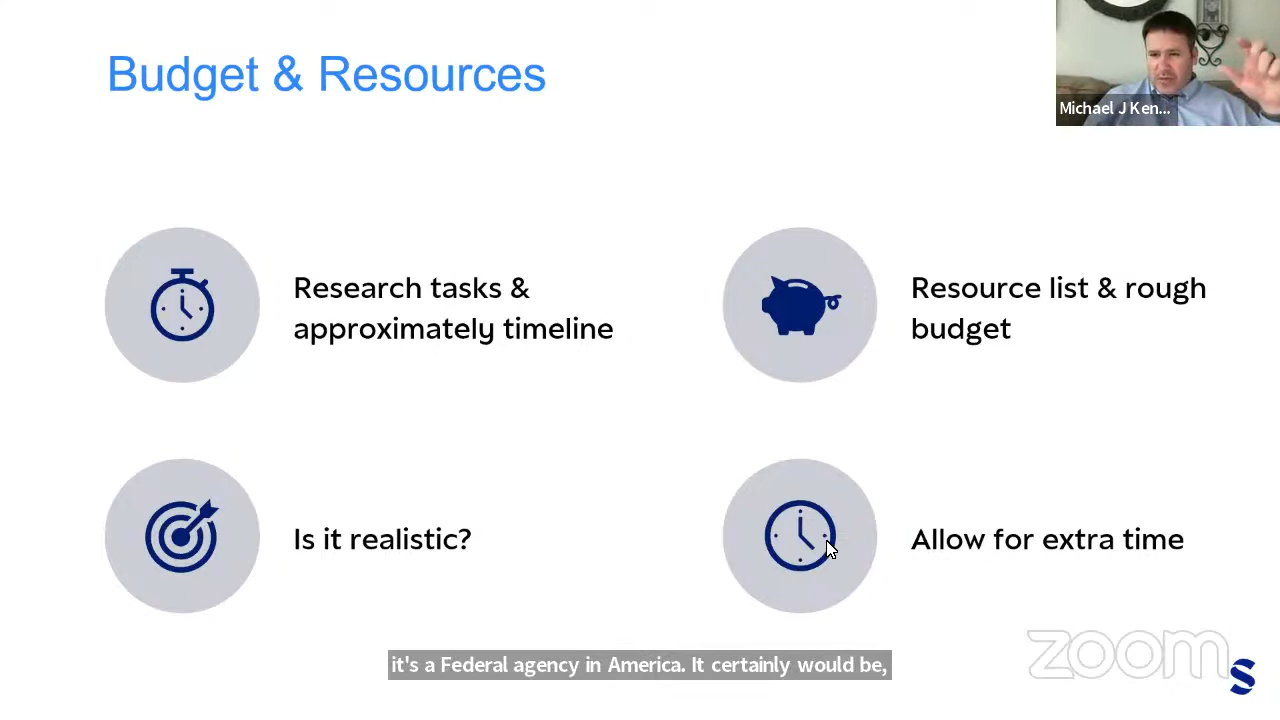 Budget & Resources
Michael J Ken...
Research tasks &
approximately timeline
Resource list & rough
budget
Is it realistic?
Allow for extra time
it's a Federal agency in America. It certainly would be,
zoom
S